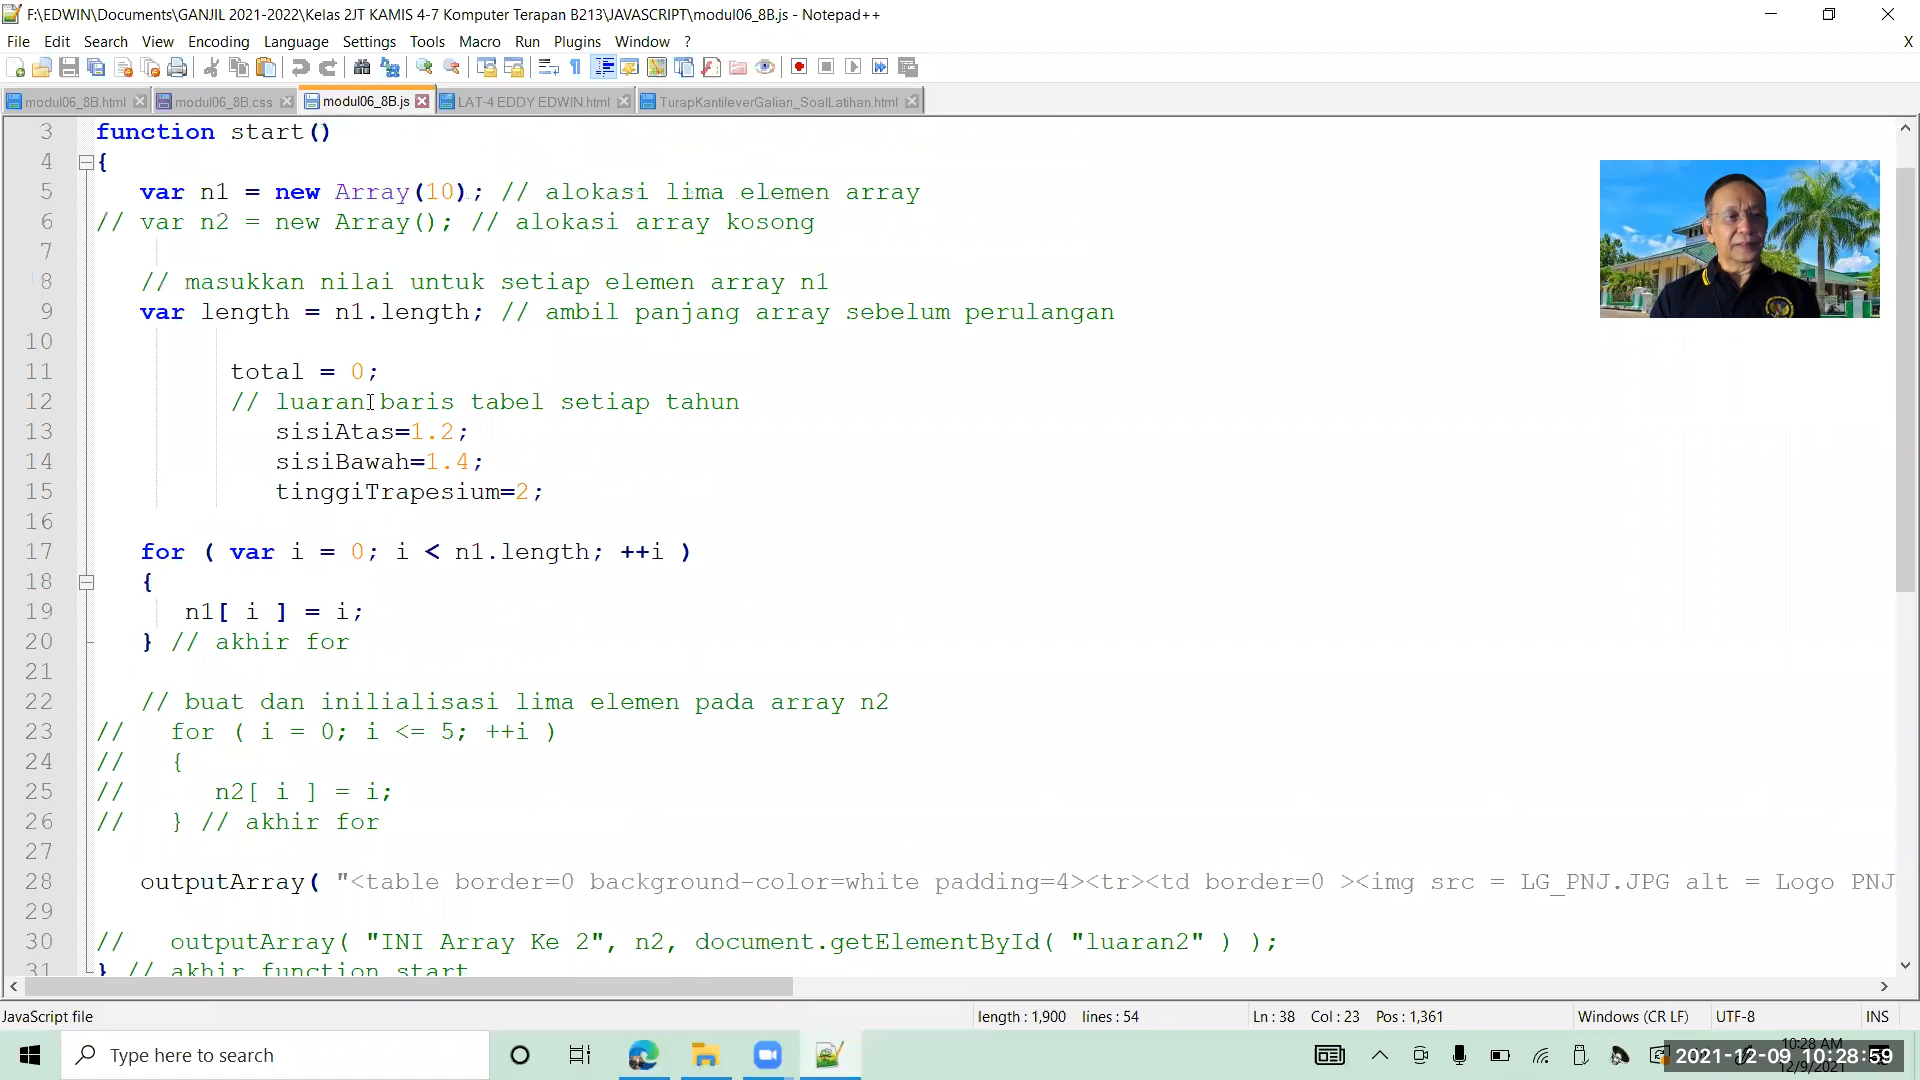 F:\EDWIN\Documents\GANJIL 2021-2022\Kelas 2JT KAMIS 4-7 Komputer Terapan B213\JAVASCRIPT\modul06_8B.js - Notepad++
File Edit Search View Encoding Language Settings Tools Macro Run Plugins Window ? X
modul06_8B.html modul06_8B.css modul06_8B.js LAT-4 EDDY EDWIN.html TurapKantileverGalian_SoalLatihan.html
3 function start()
4 {
5 var n1 = new Array(10); // alokasi lima elemen array
6 // var n2 = new Array(); // alokasi array kosong
7
8 // masukkan nilai untuk setiap elemen array n1
9 var length = n1.length; // ambil panjang array sebelum perulangan
10
11 total = 0;
12 // luaran baris tabel setiap tahun
13 sisiAtas=1.2;
14 sisiBawah=1.4;
15 tinggiTrapesium=2;
16
17 for ( var i = 0; i < n1.length; ++i )
18 {
19 n1[ i ] = i;
20 } // akhir for
21
22 // buat dan inilialisasi lima elemen pada array n2
23 // for ( i = 0; i <= 5; ++i )
24 // {
25 // n2[ i ] = i;
26 // } // akhir for
27
28 outputArray( "<table border=0 background-color=white padding=4><tr><td border=0 ><img src = LG_PNJ.JPG alt = Logo PNJ
29
30 // outputArray( "INI Array Ke 2", n2, document.getElementById( "luaran2" ) );
31 } // akhir function start
JavaScript file length : 1,900 lines : 54 Ln : 38 Col : 23 Pos : 1,361 Windows (CR LF) UTF-8 INS
Type here to search
10:28 AM
2021-12-09 10:28:59
12/9/2021